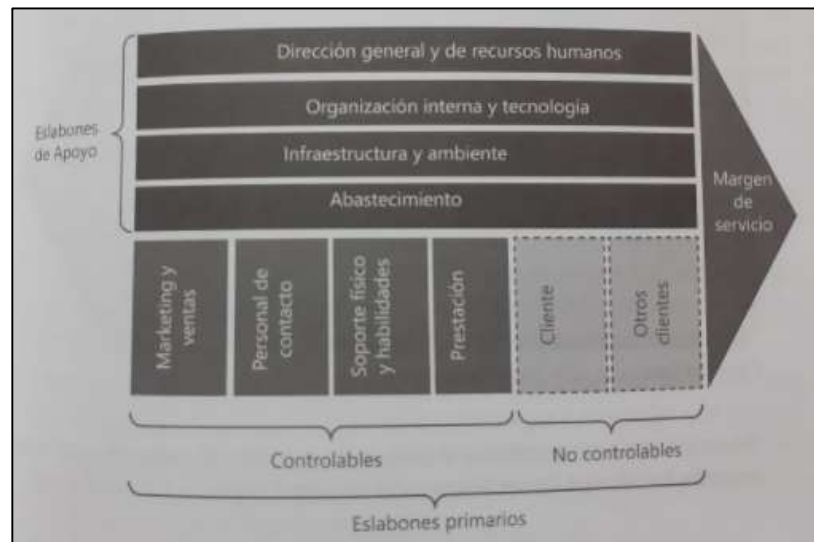 Dirección general y de recursos humanos
Organización interna y tecnología
Eslabones
de Apoyo
Infraestructura y ambiente
Abastecimiento
Margen
de
servicio
Marketing y
ventas
Personal de
contacto
Soporte físico
y habilidades
Prestación
Cliente
Otros
clientes
Controlables
No controlables
Eslabones primarios